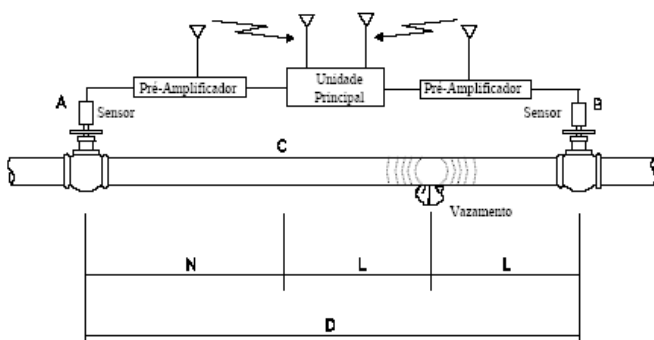 Pré-Amplificador
Unidade
Principal
Pré-Amplificador
A
Sensor
Sensor
B
C
Vazamento
N
L
L
D